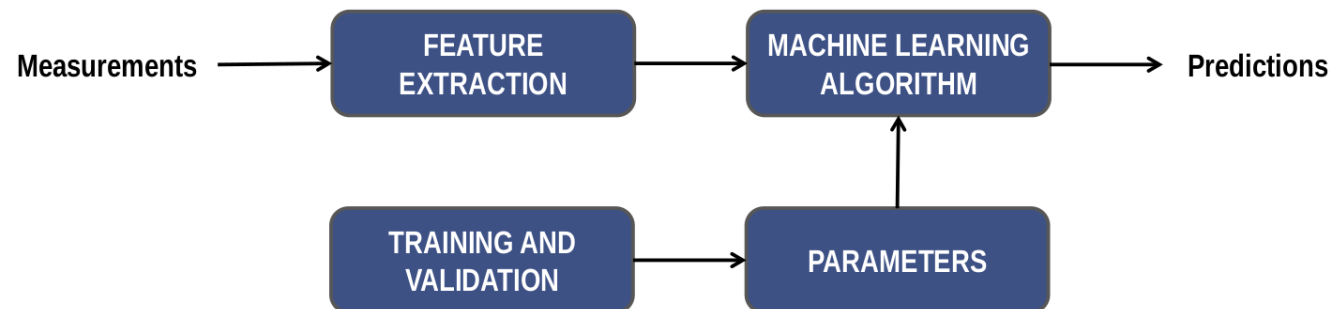 Measurements
FEATURE
EXTRACTION
MACHINE LEARNING
ALGORITHM
Predictions
TRAINING AND
VALIDATION
PARAMETERS